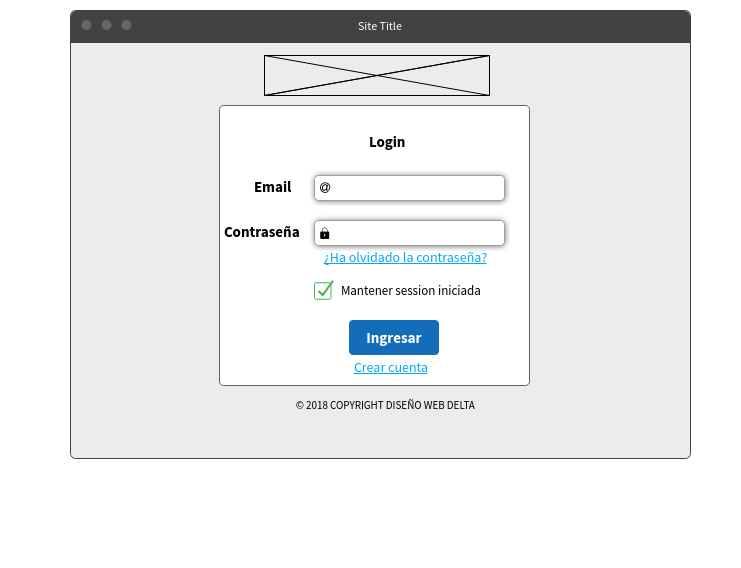 Site Title
Login
Email @
Contraseña
¿Ha olvidado la contraseña?
Mantener session iniciada
Ingresar
Crear cuenta
© 2018 COPYRIGHT DISEÑO WEB DELTA